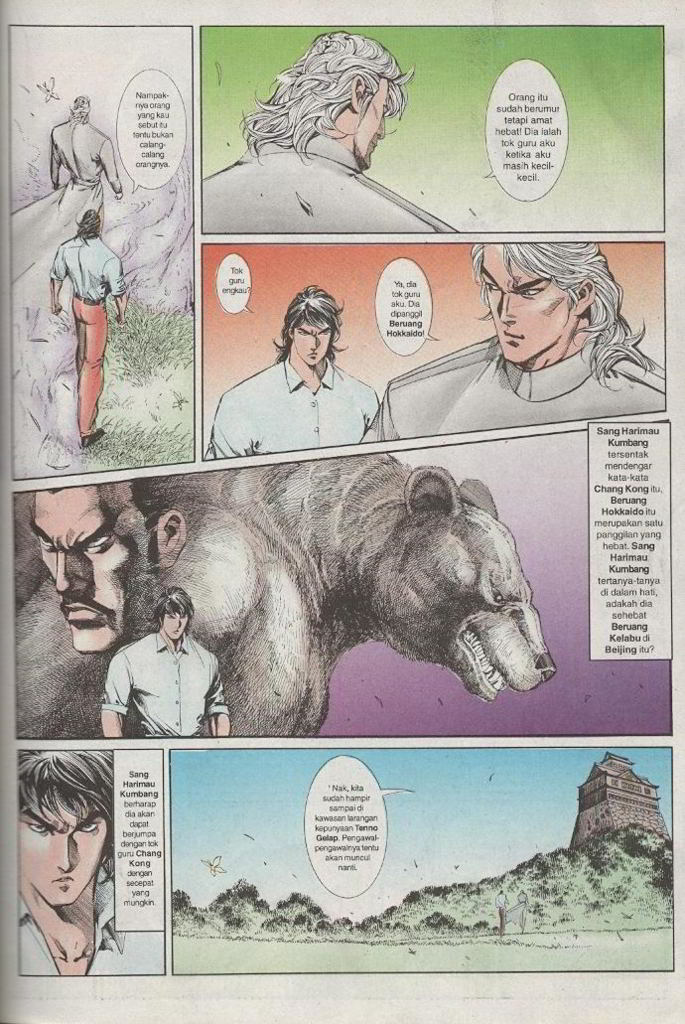 Nampak-
nya orang
yang kau
sebut itu
tentu bukan
calang-
calang
orangnya.
Orang itu
sudah berumur
tetapi amat
hebat! Dia ialah
tok guru aku
ketika aku
masih kecil-
kecil.
Tok
guru
engkau?
Ya, dia
tok guru
aku. Dia
dipanggil
Beruang
Hokkaido!
Sang Harimau
Kumbang
tersentak
mendengar
kata-kata
Chang Kong itu,
Beruang
Hokkaido itu
merupakan satu
panggilan yang
hebat. Sang
Harimau
Kumbang
tertanya-tanya
di dalam hati,
adakah dia
sehebat
Beruang
Kelabu di
Beijing itu?
Sang
Harimau
Kumbang
berharap
dia akan
dapat
berjumpa
dengan tok
guru Chang
Kong
dengan
secepat
yang
mungkin.
' Nak, kita
sudah hampir
sampai di
kawasan larangan
kepunyaan Tenno
Gelap. Pengawal-
pengawalnya tentu
akan muncul
nanti.